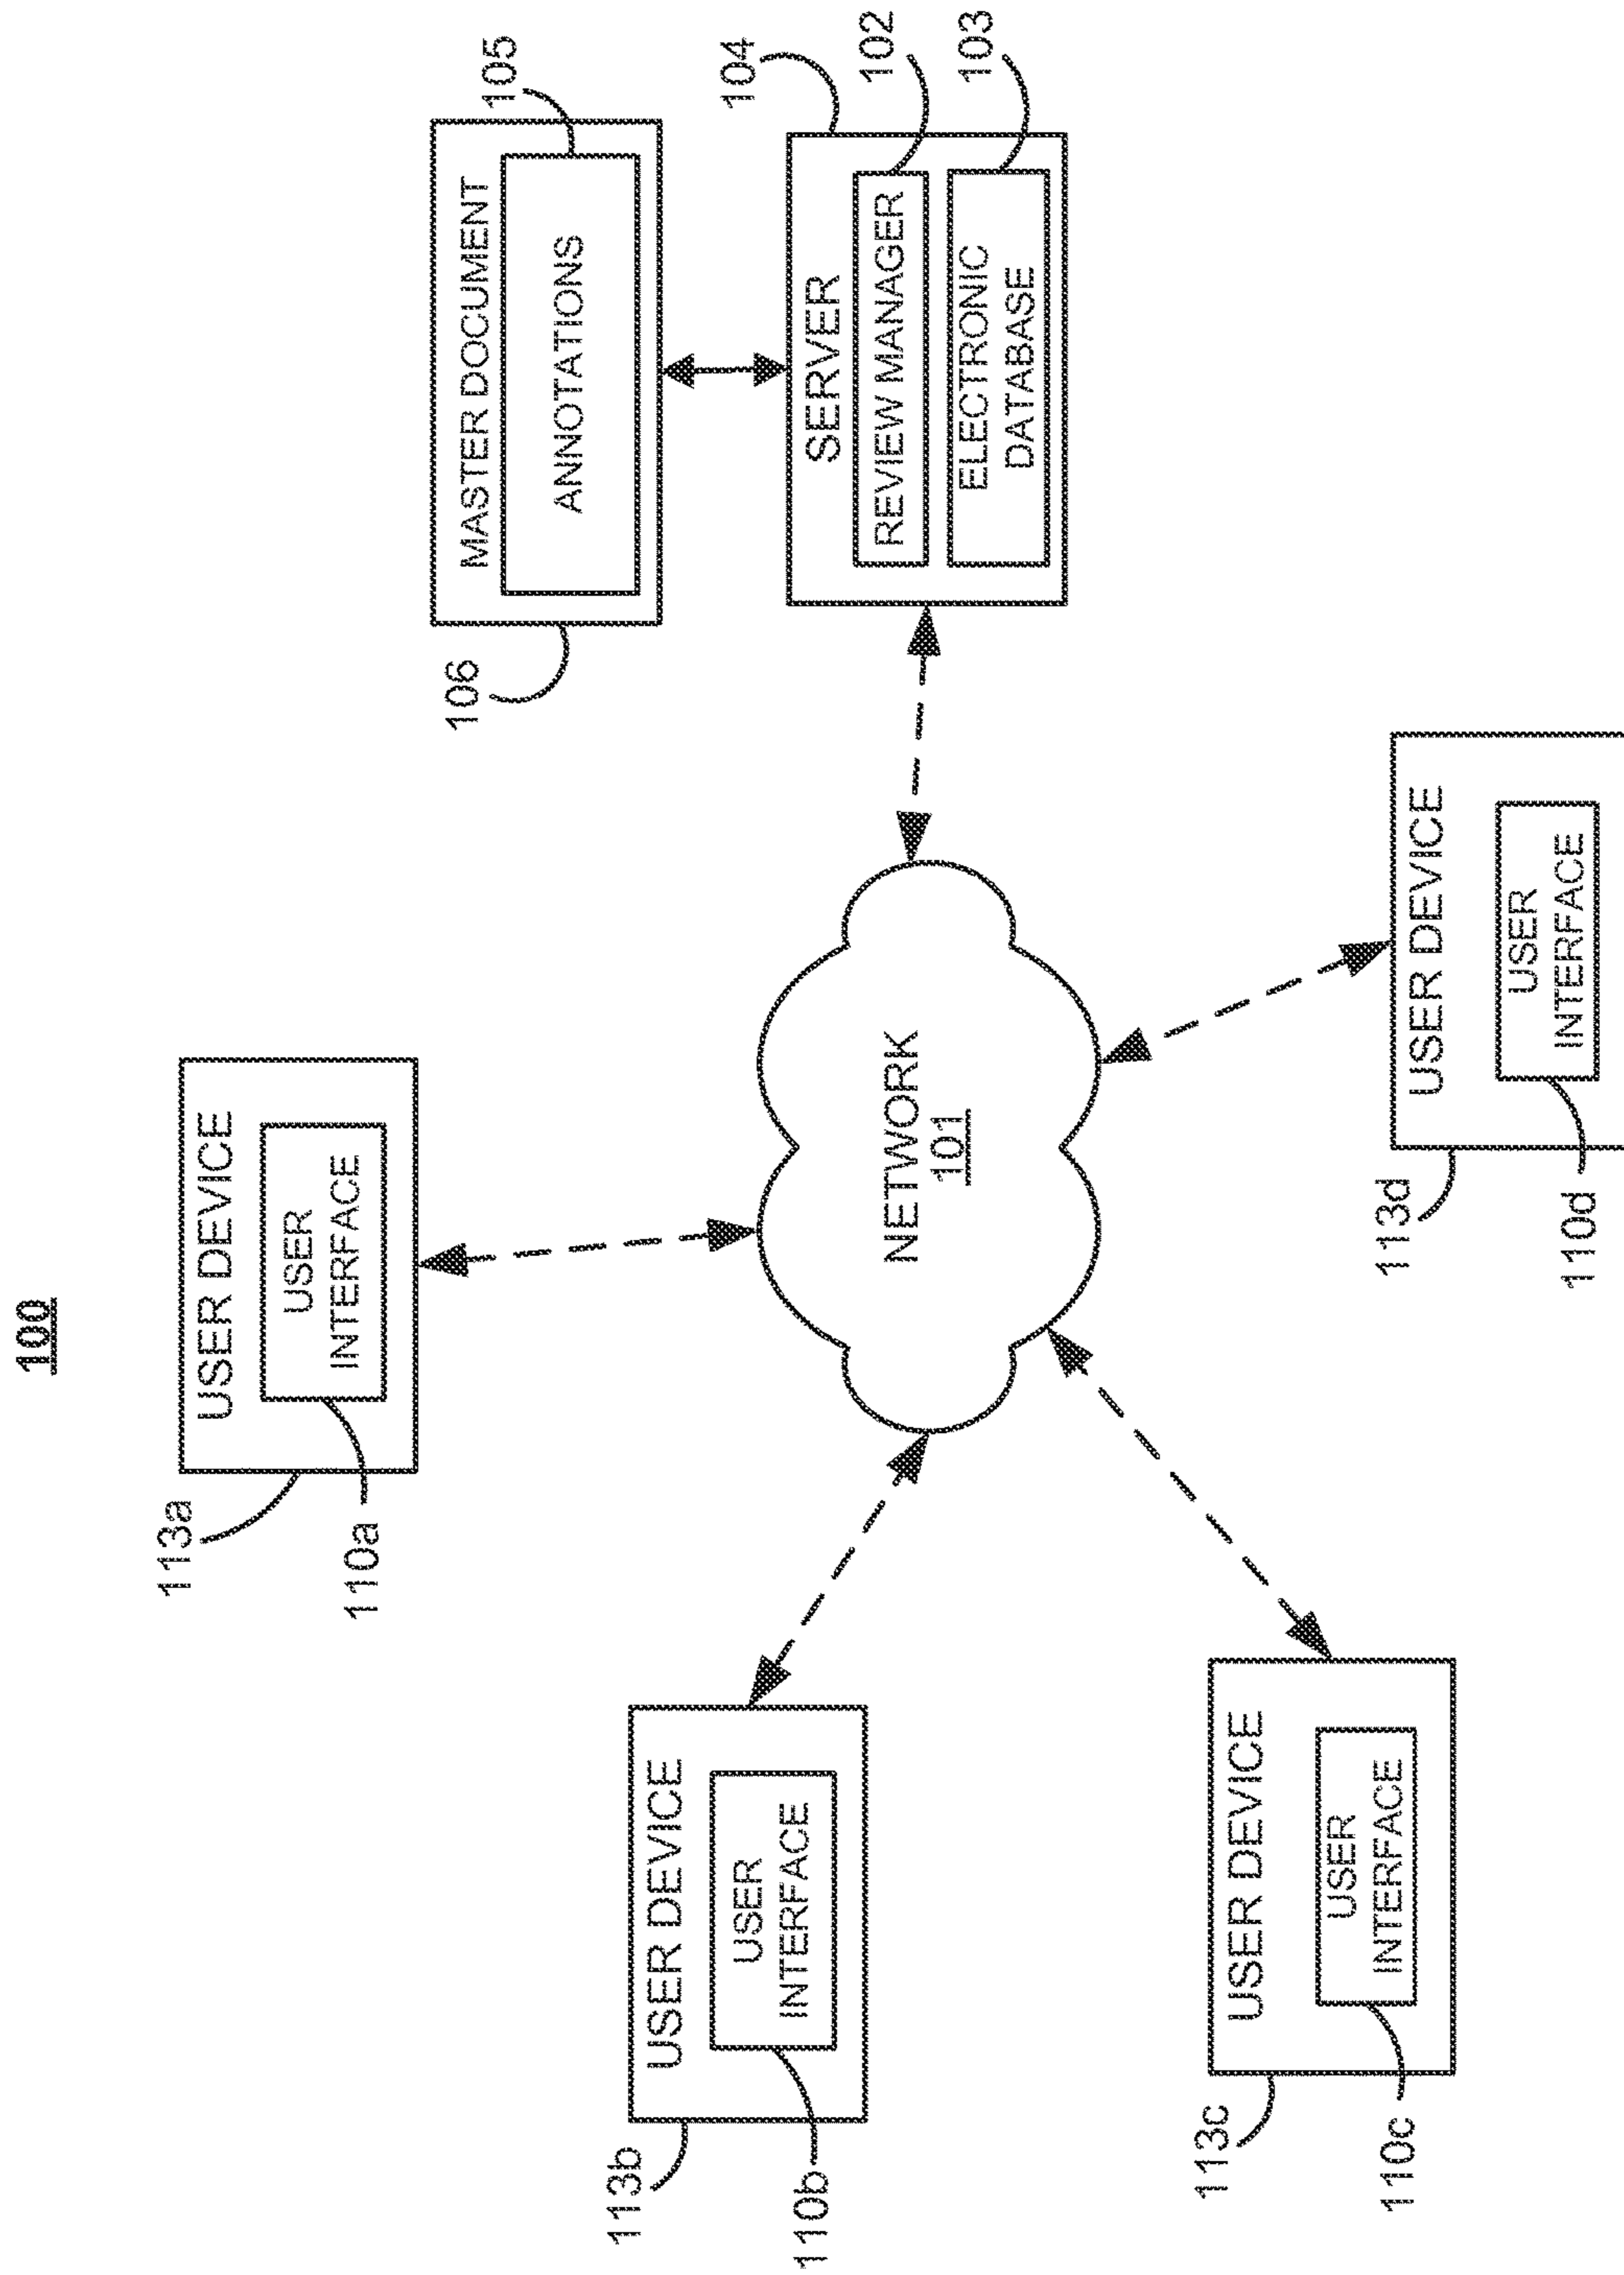 100
113a
USER DEVICE
USER
INTERFACE
110a
106
MASTER DOCUMENT
ANNOTATIONS
105
113b
USER DEVICE
USER
INTERFACE
110b
NETWORK
101
SERVER
104
REVIEW MANAGER
102
ELECTRONIC
DATABASE
103
113c
USER DEVICE
USER
INTERFACE
110c
113d
USER DEVICE
USER
INTERFACE
110d